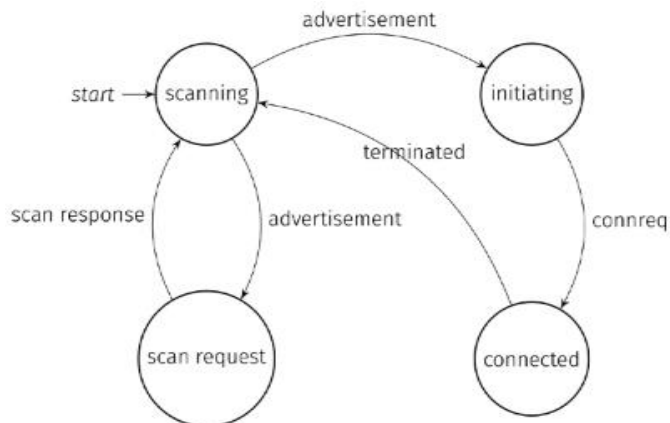 advertisement
start
scanning
initiating
terminated
scan response
advertisement
connreq
scan request
connected